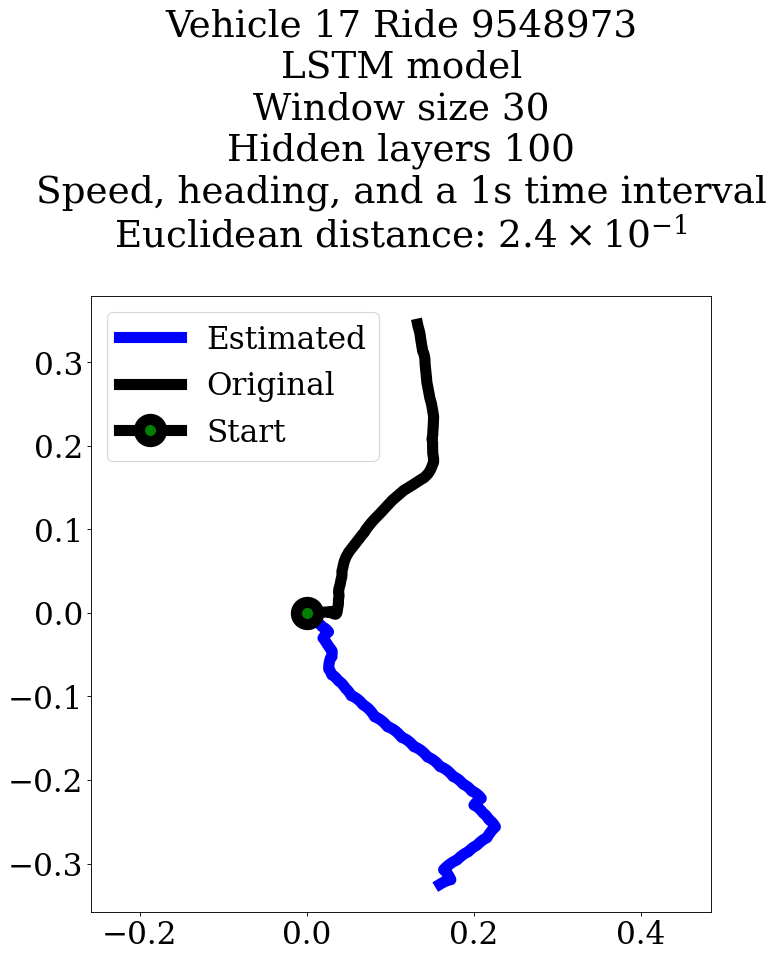 Vehicle 17 Ride 9548973
LSTM model
Window size 30
Hidden layers 100
Speed, heading, and a 1s time interval
Euclidean distance: 2.4 × 10⁻¹
Estimated
Original
Start
0.3
0.2
0.1
0.0
−0.1
−0.2
−0.3
−0.2 0.0 0.2 0.4